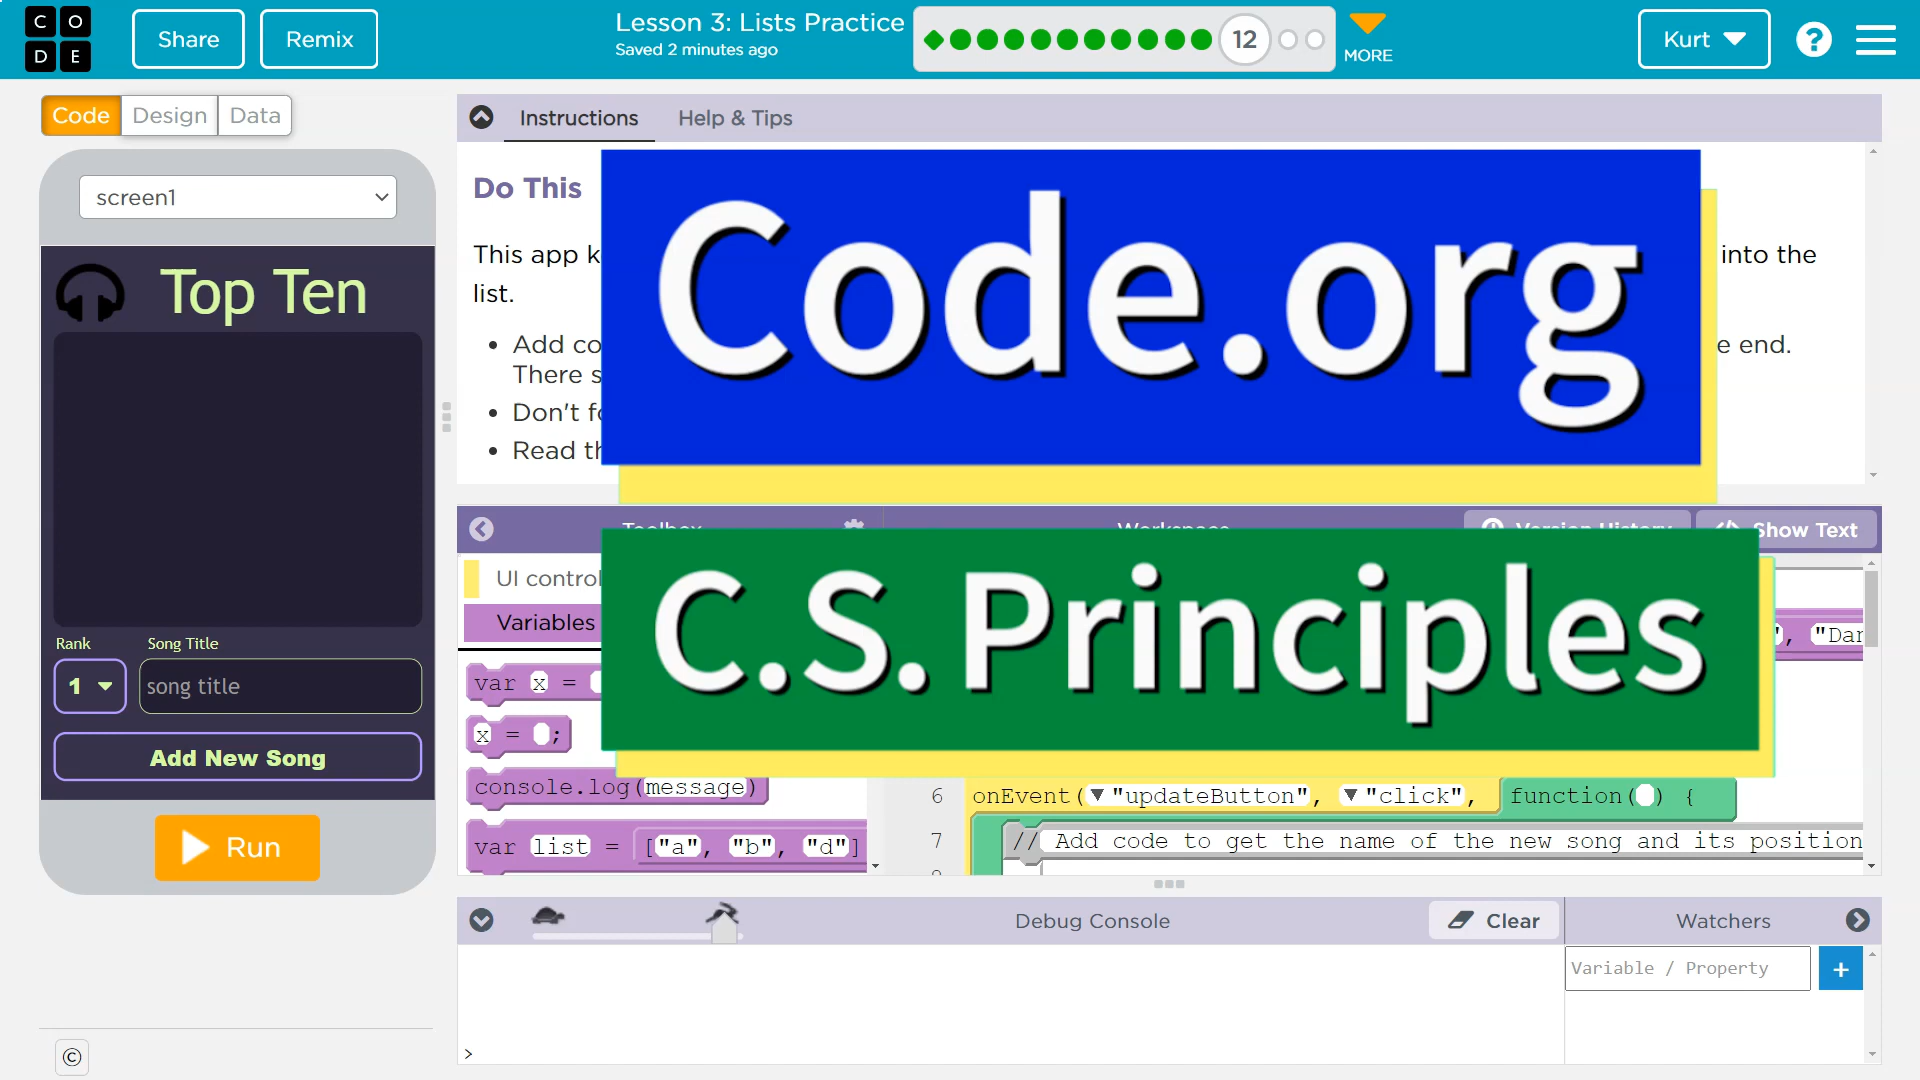 CODE
Share
Remix
Lesson 3: Lists Practice
Saved 2 minutes ago
12
MORE
Kurt
?
Code
Design
Data
screen1
Top Ten
Rank
Song Title
1
song title
Add New Song
Run
©
Instructions
Help & Tips
Do This
This app k
into the
list.
Add co
e end.
There s
Don't fo
Read th
Code.org
C.S. Principles
Show Text
UI control
Variables
var x =
x = ;
console.log(message)
var list = ["a", "b", "d"]
, "Dan
6 onEvent("updateButton", "click", function() {
7 // Add code to get the name of the new song and its position
Debug Console
Clear
Watchers
Variable / Property
+
>